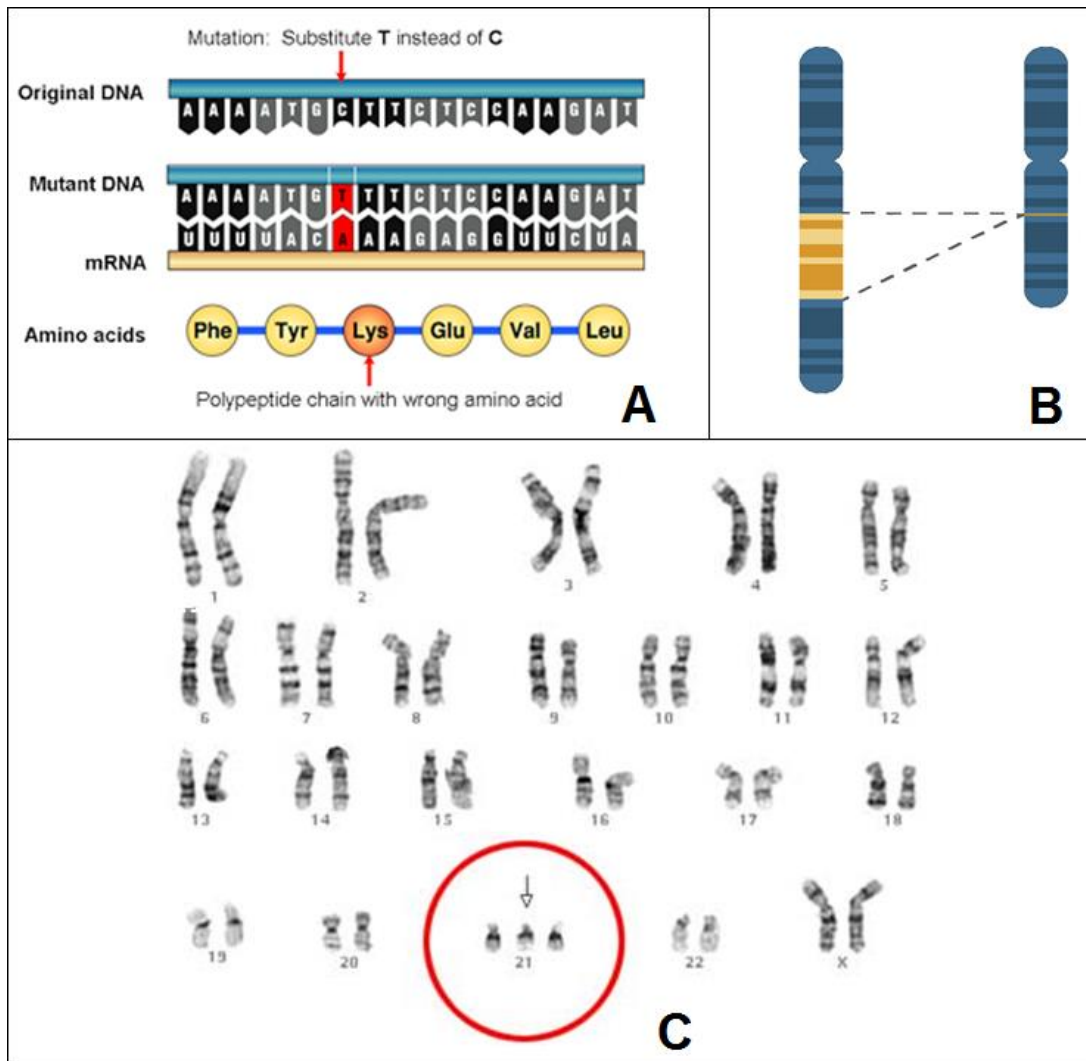 Mutation: Substitute T instead of C
Original DNA
A A A A T G C T T C T C C A A G A T
Mutant DNA
A A A A T G T T T C T C C A A G A T
U U U U A C A A A G A G G U U C U A
mRNA
Amino acids
Phe Tyr Lys Glu Val Leu
Polypeptide chain with wrong amino acid
A
B
1 2 3 4 5
6 7 8 9 10 11 12
13 14 15 16 17 18
19 20 21 22 X
C